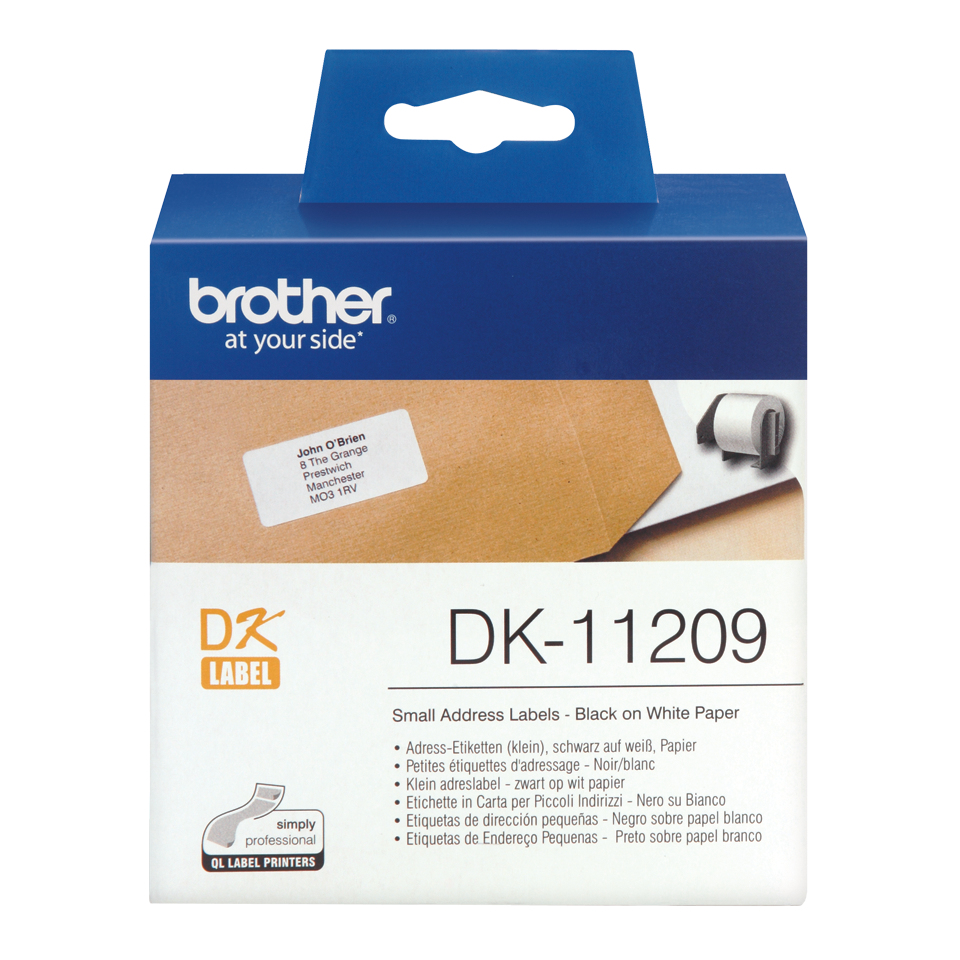 brother®
at your side*
John O'Brien
8 The Grange
Prestwich
Manchester
MO3 1RV
DK
LABEL
DK-11209
Small Address Labels - Black on White Paper
• Adress-Etiketten (klein), schwarz auf weiß, Papier
• Petites étiquettes d'adressage - Noir/blanc
• Klein adreslabel - zwart op wit papier
• Etichette in Carta per Piccoli Indirizzi - Nero su Bianco
• Etiquetas de dirección pequeñas - Negro sobre papel blanco
• Etiquetas de Endereço Pequenas - Preto sobre papel branco
simply
professional
QL LABEL PRINTERS